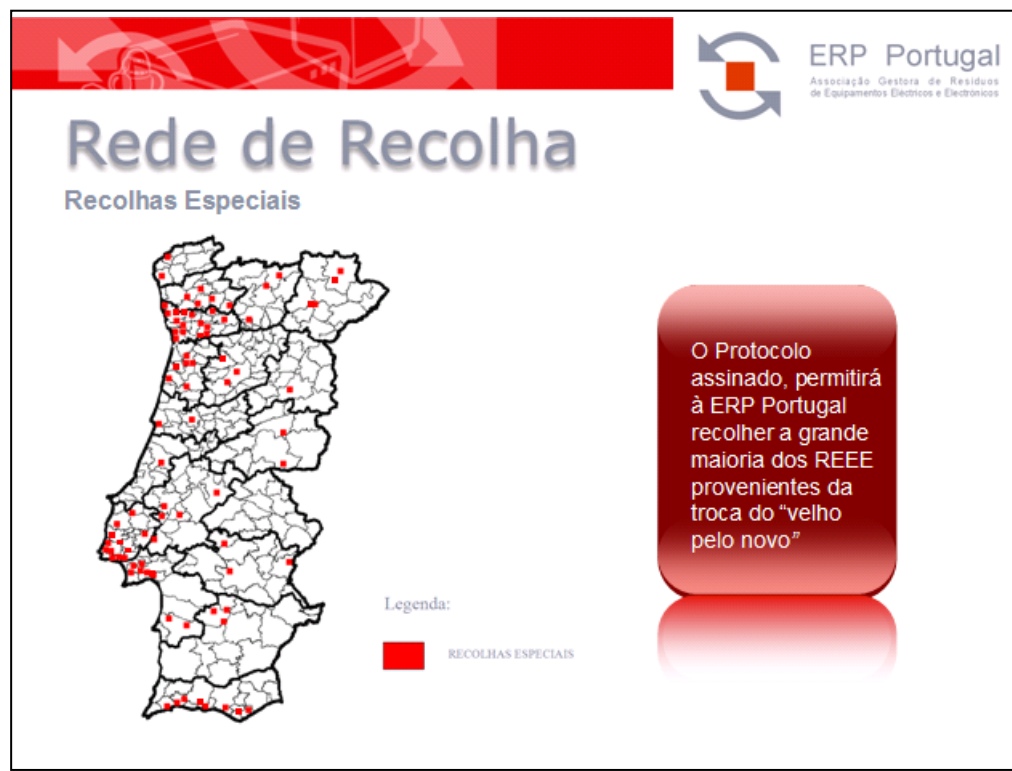 ERP Portugal
Associação Gestora de Resíduos
de Equipamentos Eléctricos e Electrónicos
Rede de Recolha
Recolhas Especiais
O Protocolo
assinado, permitirá
à ERP Portugal
recolher a grande
maioria dos REEE
provenientes da
troca do “velho
pelo novo”
Legenda:
RECOLHAS ESPECIAIS